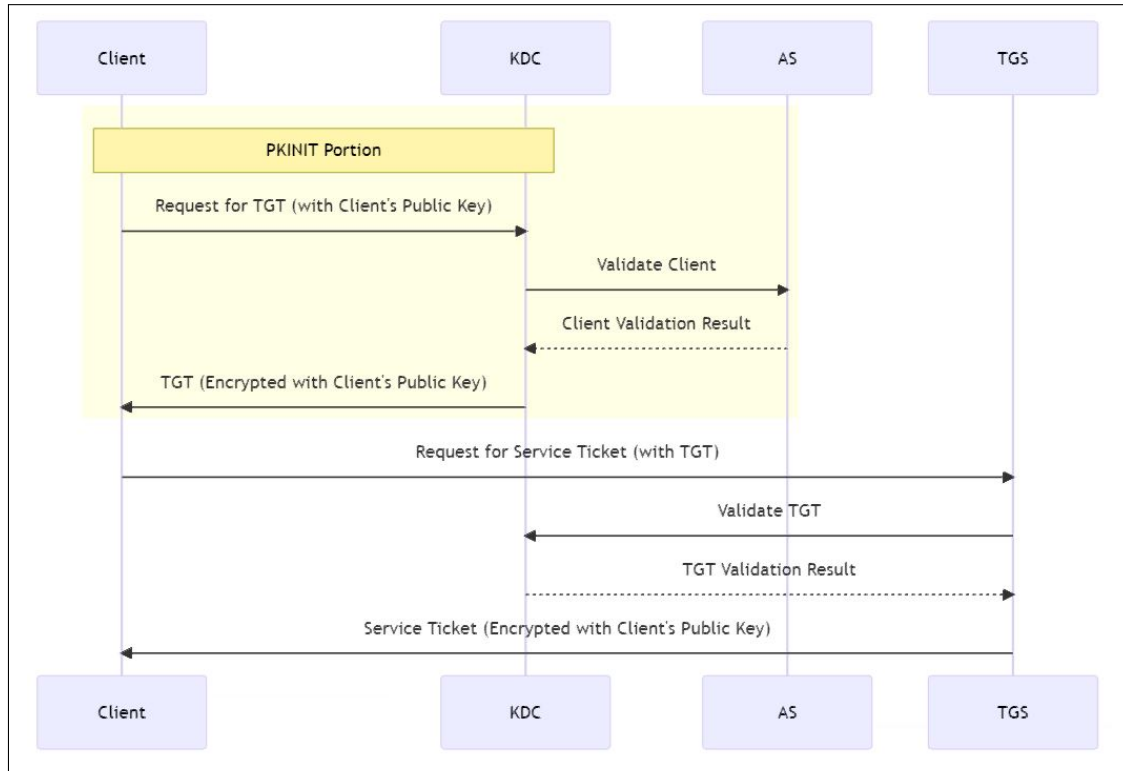 Client KDC AS TGS
PKINIT Portion
Request for TGT (with Client's Public Key)
Validate Client
Client Validation Result
TGT (Encrypted with Client's Public Key)
Request for Service Ticket (with TGT)
Validate TGT
TGT Validation Result
Service Ticket (Encrypted with Client's Public Key)
Client KDC AS TGS